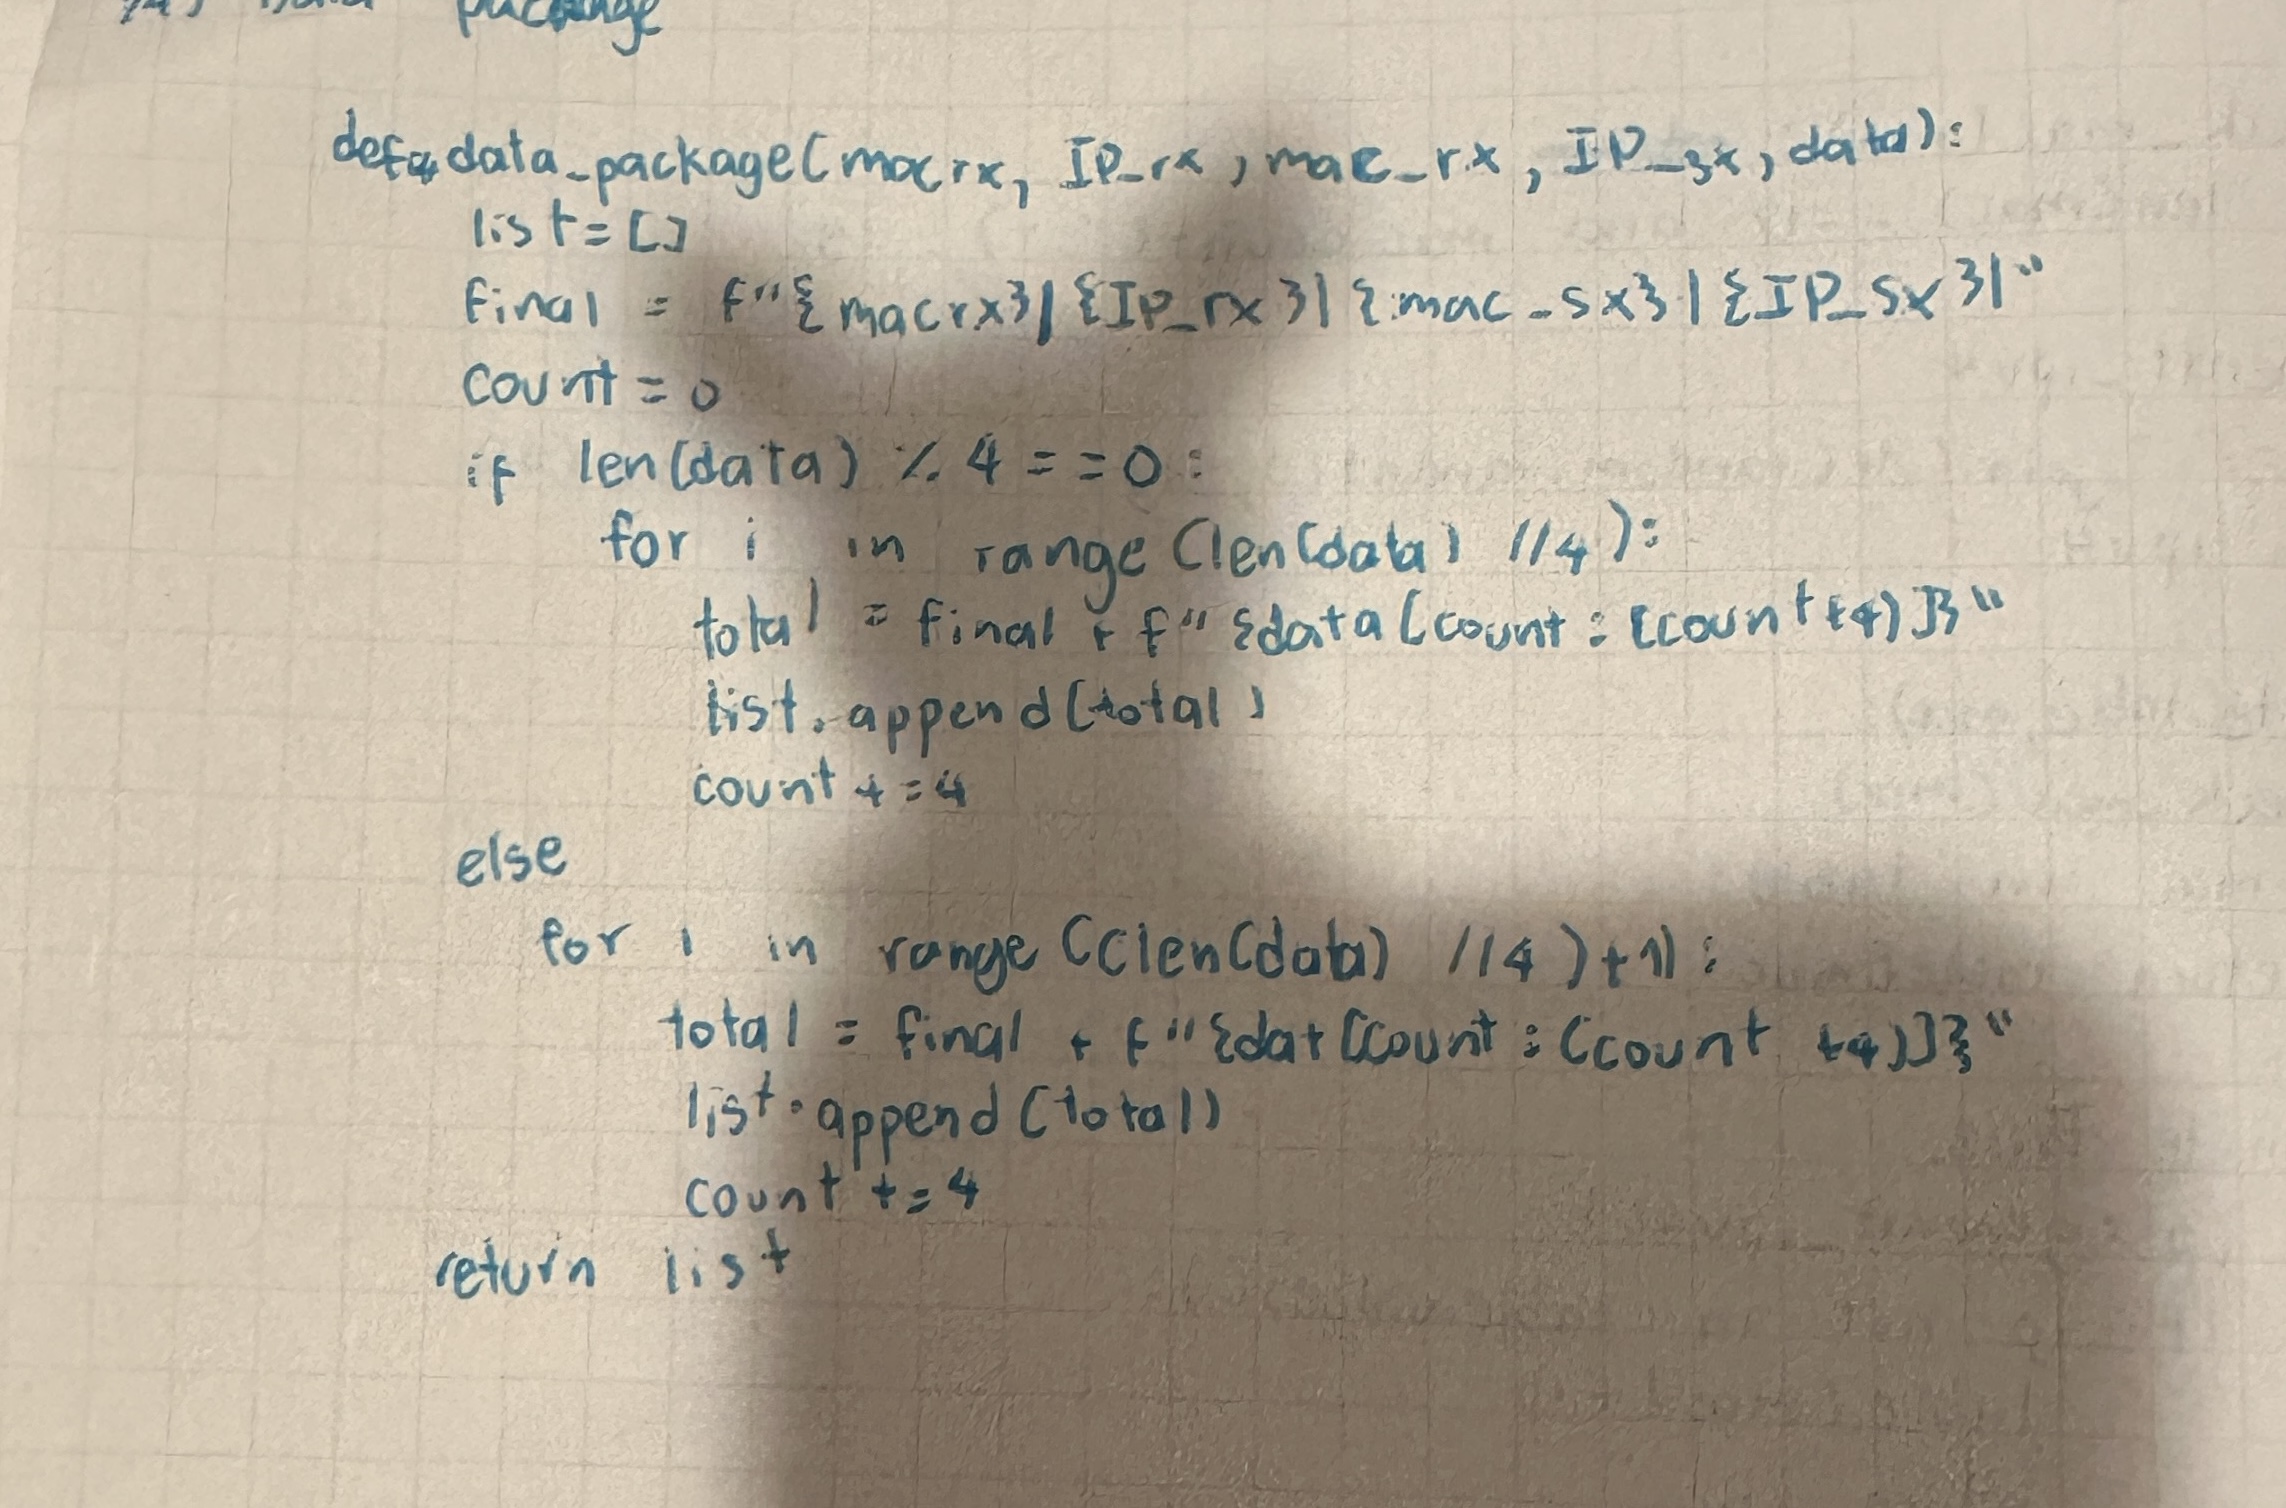 package
def data_package(macrx, IP_rx, mac_rx, IP_sx, data):
list=[]
final = f"{macrx}|{IP_rx}|{mac_sx}|{IP_sx}|"
count = 0
if len(data) % 4 ==0:
for i in range (len(data) //4):
total = final + f"{data[count:(count+4)]}"
list.append(total)
count +=4
else
for i in range ((len(data) //4)+1):
total = final + f"{dat[count:(count +4)]}"
list.append(total)
count +=4
return list